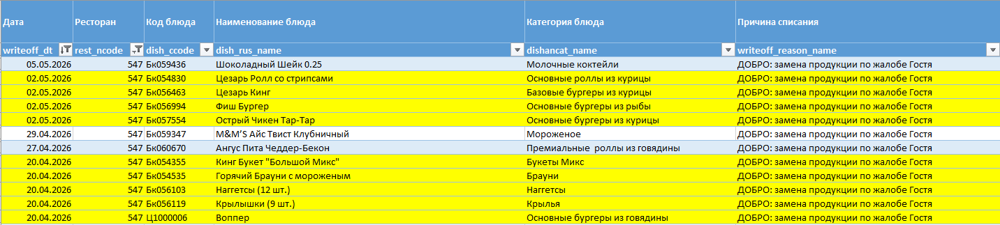 Дата Ресторан Код блюда Наименование блюда Категория блюда Причина списания
writeoff_dt rest_ncode dish_ccode dish_rus_name dishancat_name writeoff_reason_name
05.05.2026 547 Бк059436 Шоколадный Шейк 0.25 Молочные коктейли ДОБРО: замена продукции по жалобе Гостя
02.05.2026 547 Бк054830 Цезарь Ролл со стрипсами Основные роллы из курицы ДОБРО: замена продукции по жалобе Гостя
02.05.2026 547 Бк056463 Цезарь Кинг Базовые бургеры из курицы ДОБРО: замена продукции по жалобе Гостя
02.05.2026 547 Бк056994 Фиш Бургер Основные бургеры из рыбы ДОБРО: замена продукции по жалобе Гостя
02.05.2026 547 Бк057554 Острый Чикен Тар-Тар Основные бургеры из курицы ДОБРО: замена продукции по жалобе Гостя
29.04.2026 547 Бк059347 M&M’S Айс Твист Клубничный Мороженое ДОБРО: замена продукции по жалобе Гостя
27.04.2026 547 Бк060670 Ангус Пита Чеддер-Бекон Премиальные  роллы из говядины ДОБРО: замена продукции по жалобе Гостя
20.04.2026 547 Бк054355 Кинг Букет "Большой Микс" Букеты Микс ДОБРО: замена продукции по жалобе Гостя
20.04.2026 547 Бк054535 Горячий Брауни с мороженым Брауни ДОБРО: замена продукции по жалобе Гостя
20.04.2026 547 Бк056103 Наггетсы (12 шт.) Наггетсы ДОБРО: замена продукции по жалобе Гостя
20.04.2026 547 Бк056119 Крылышки (9 шт.) Крылья ДОБРО: замена продукции по жалобе Гостя
20.04.2026 547 Ц1000006 Воппер Основные бургеры из говядины ДОБРО: замена продукции по жалобе Гостя